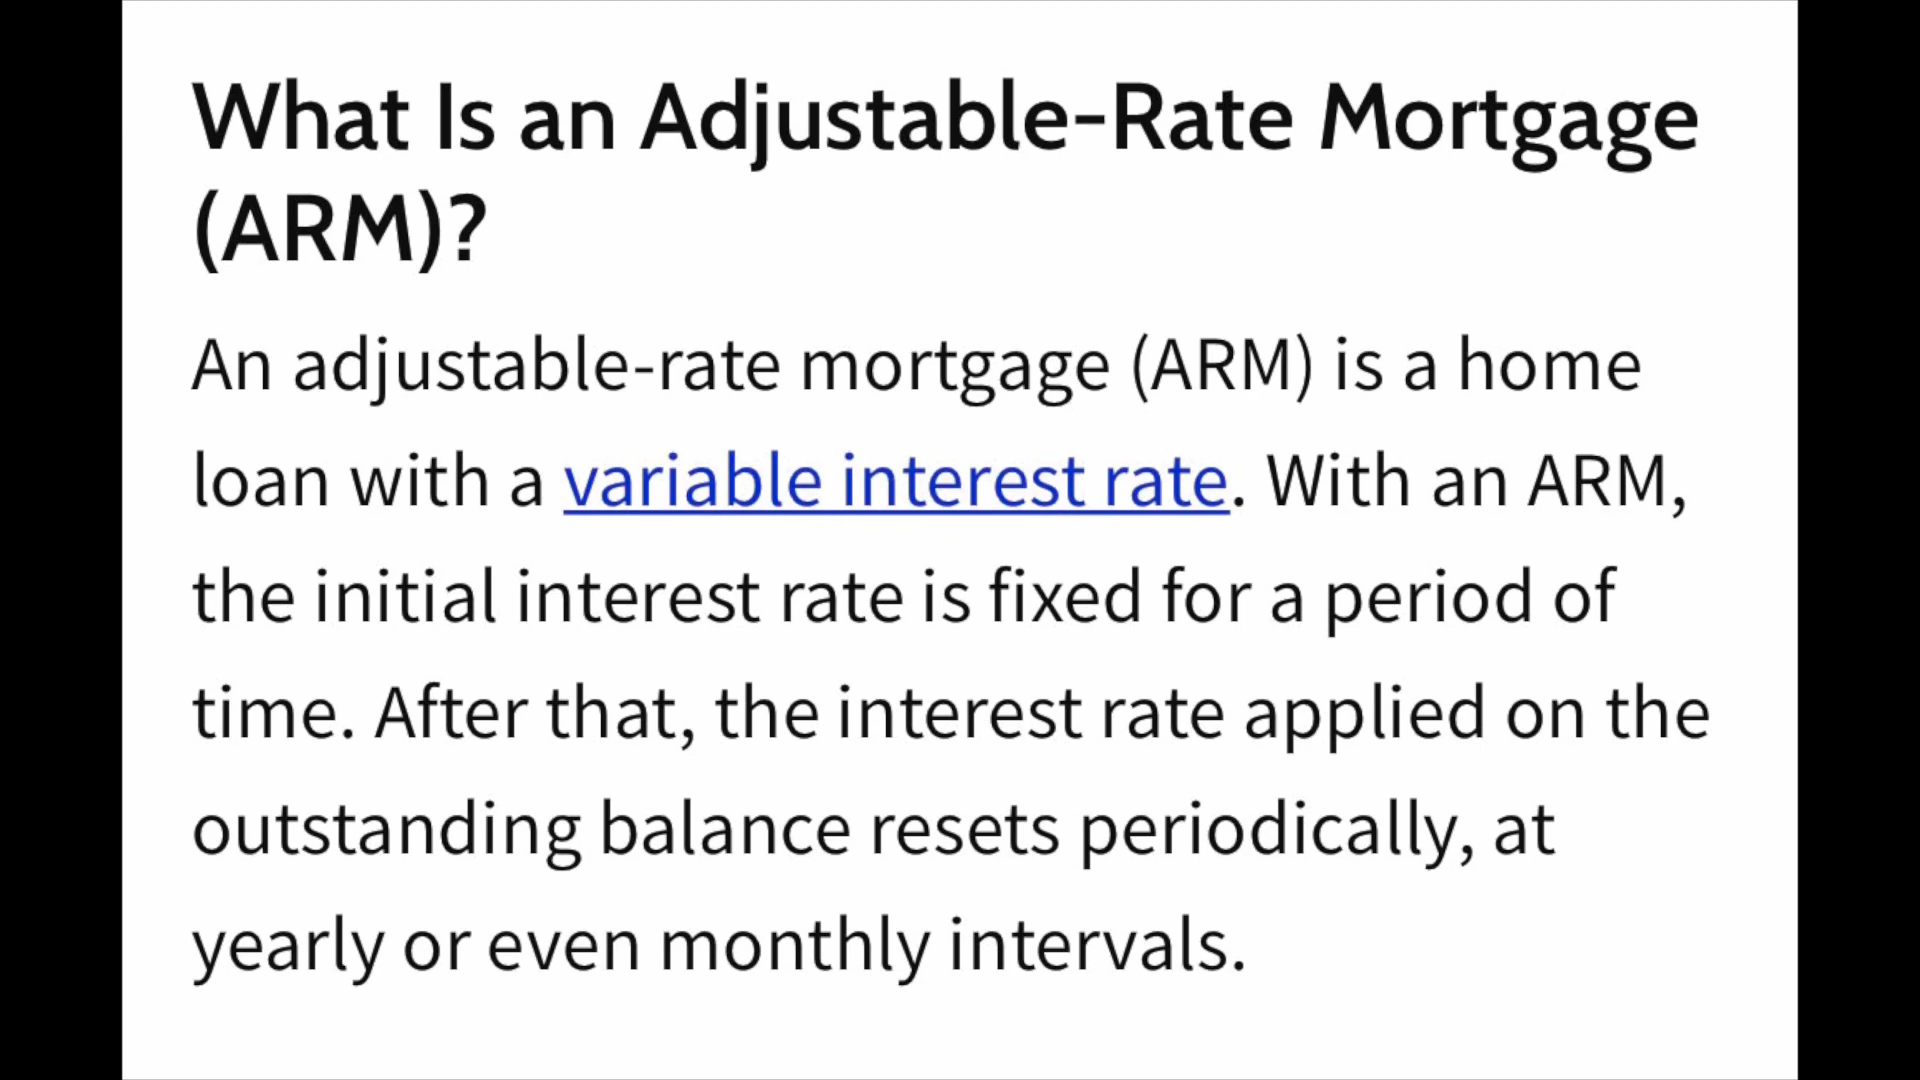 What Is an Adjustable-Rate Mortgage
(ARM)?
An adjustable-rate mortgage (ARM) is a home
loan with a variable interest rate. With an ARM,
the initial interest rate is fixed for a period of
time. After that, the interest rate applied on the
outstanding balance resets periodically, at
yearly or even monthly intervals.